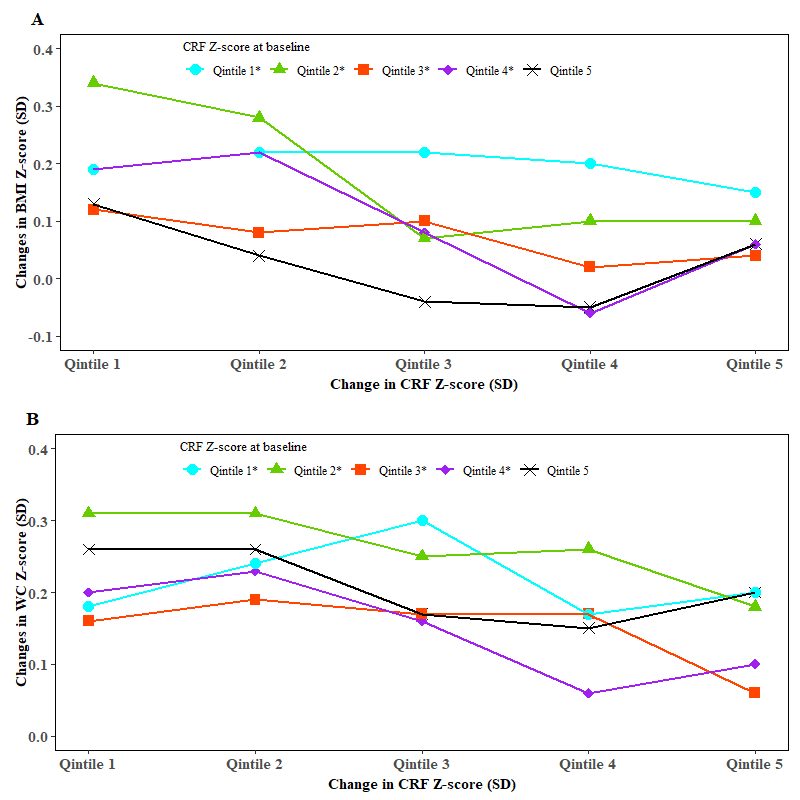 A
CRF Z-score at baseline
Qintile 1* Qintile 2* Qintile 3* Qintile 4* Qintile 5
0.4
0.3
0.2
0.1
0.0
-0.1
Changes in BMI Z-score (SD)
Qintile 1 Qintile 2 Qintile 3 Qintile 4 Qintile 5
Change in CRF Z-score (SD)
B
CRF Z-score at baseline
Qintile 1* Qintile 2* Qintile 3* Qintile 4* Qintile 5
0.4
0.3
0.2
0.1
0.0
Changes in WC Z-score (SD)
Qintile 1 Qintile 2 Qintile 3 Qintile 4 Qintile 5
Change in CRF Z-score (SD)